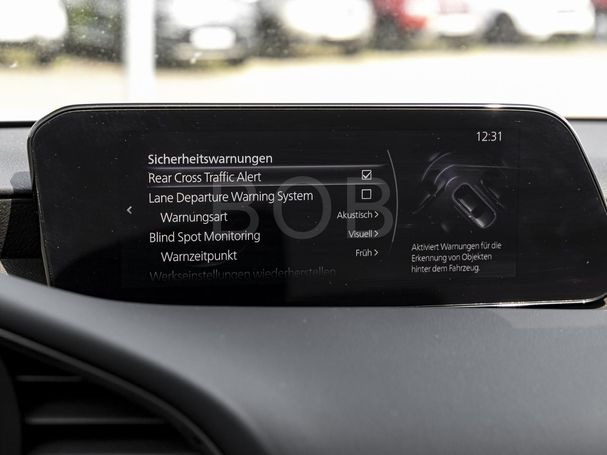 12:31
Sicherheitswarnungen
Rear Cross Traffic Alert
Lane Departure Warning System
Warnungsart Akustisch
Blind Spot Monitoring Visuell
Warnzeitpunkt Früh
Werkseinstellungen wiederherstellen
Aktiviert Warnungen für die
Erkennung von Objekten
hinter dem Fahrzeug.
BOB